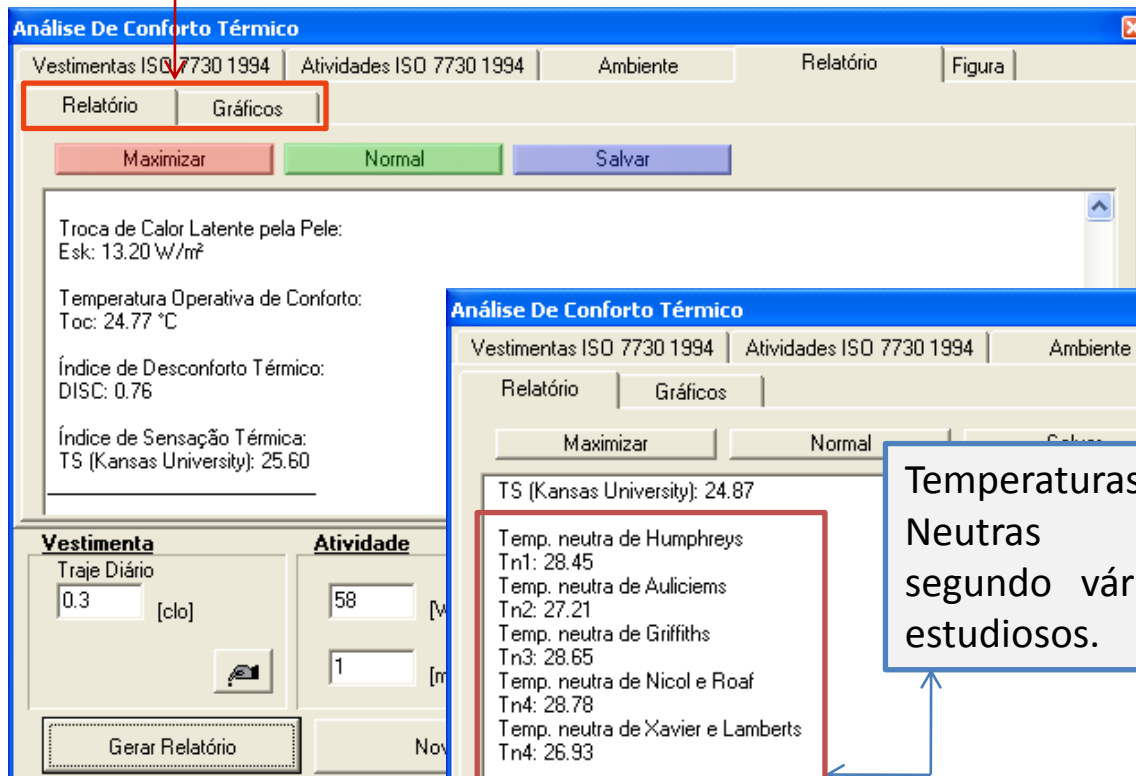 Análise De Conforto Térmico
Vestimentas ISO 7730 1994 Atividades ISO 7730 1994 Ambiente Relatório Figura
Relatório Gráficos
Maximizar Normal Salvar
Troca de Calor Latente pela Pele:
Esk: 13.20 W/m²
Temperatura Operativa de Conforto:
Toc: 24.77 °C
Índice de Desconforto Térmico:
DISC: 0.76
Índice de Sensação Térmica:
TS (Kansas University): 25.60
Vestimenta Atividade
Traje Diário
0.3 [clo] 58
1
Gerar Relatório
Análise De Conforto Térmico
Vestimentas ISO 7730 1994 Atividades ISO 7730 1994 Ambiente
Relatório Gráficos
Maximizar Normal
TS (Kansas University): 24.87
Temp. neutra de Humphreys
Tn1: 28.45
Temp. neutra de Auliciems
Tn2: 27.21
Temp. neutra de Griffiths
Tn3: 28.65
Temp. neutra de Nicol e Roaf
Tn4: 28.78
Temp. neutra de Xavier e Lamberts
Tn4: 26.93
Temperaturas
Neutras
segundo vár
estudiosos.